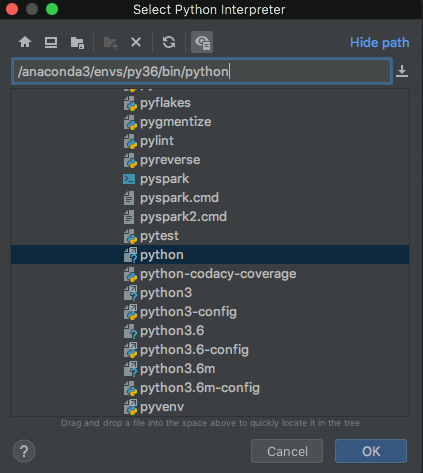 Select Python Interpreter
Hide path
/anaconda3/envs/py36/bin/python
pyflakes
pygmentize
pylint
pyreverse
pyspark
pyspark.cmd
pyspark2.cmd
pytest
python
python-codacy-coverage
python3
python3-config
python3.6
python3.6-config
python3.6m
python3.6m-config
pyvenv
Drag and drop a file into the space above to quickly locate it in the tree
?
Cancel
OK